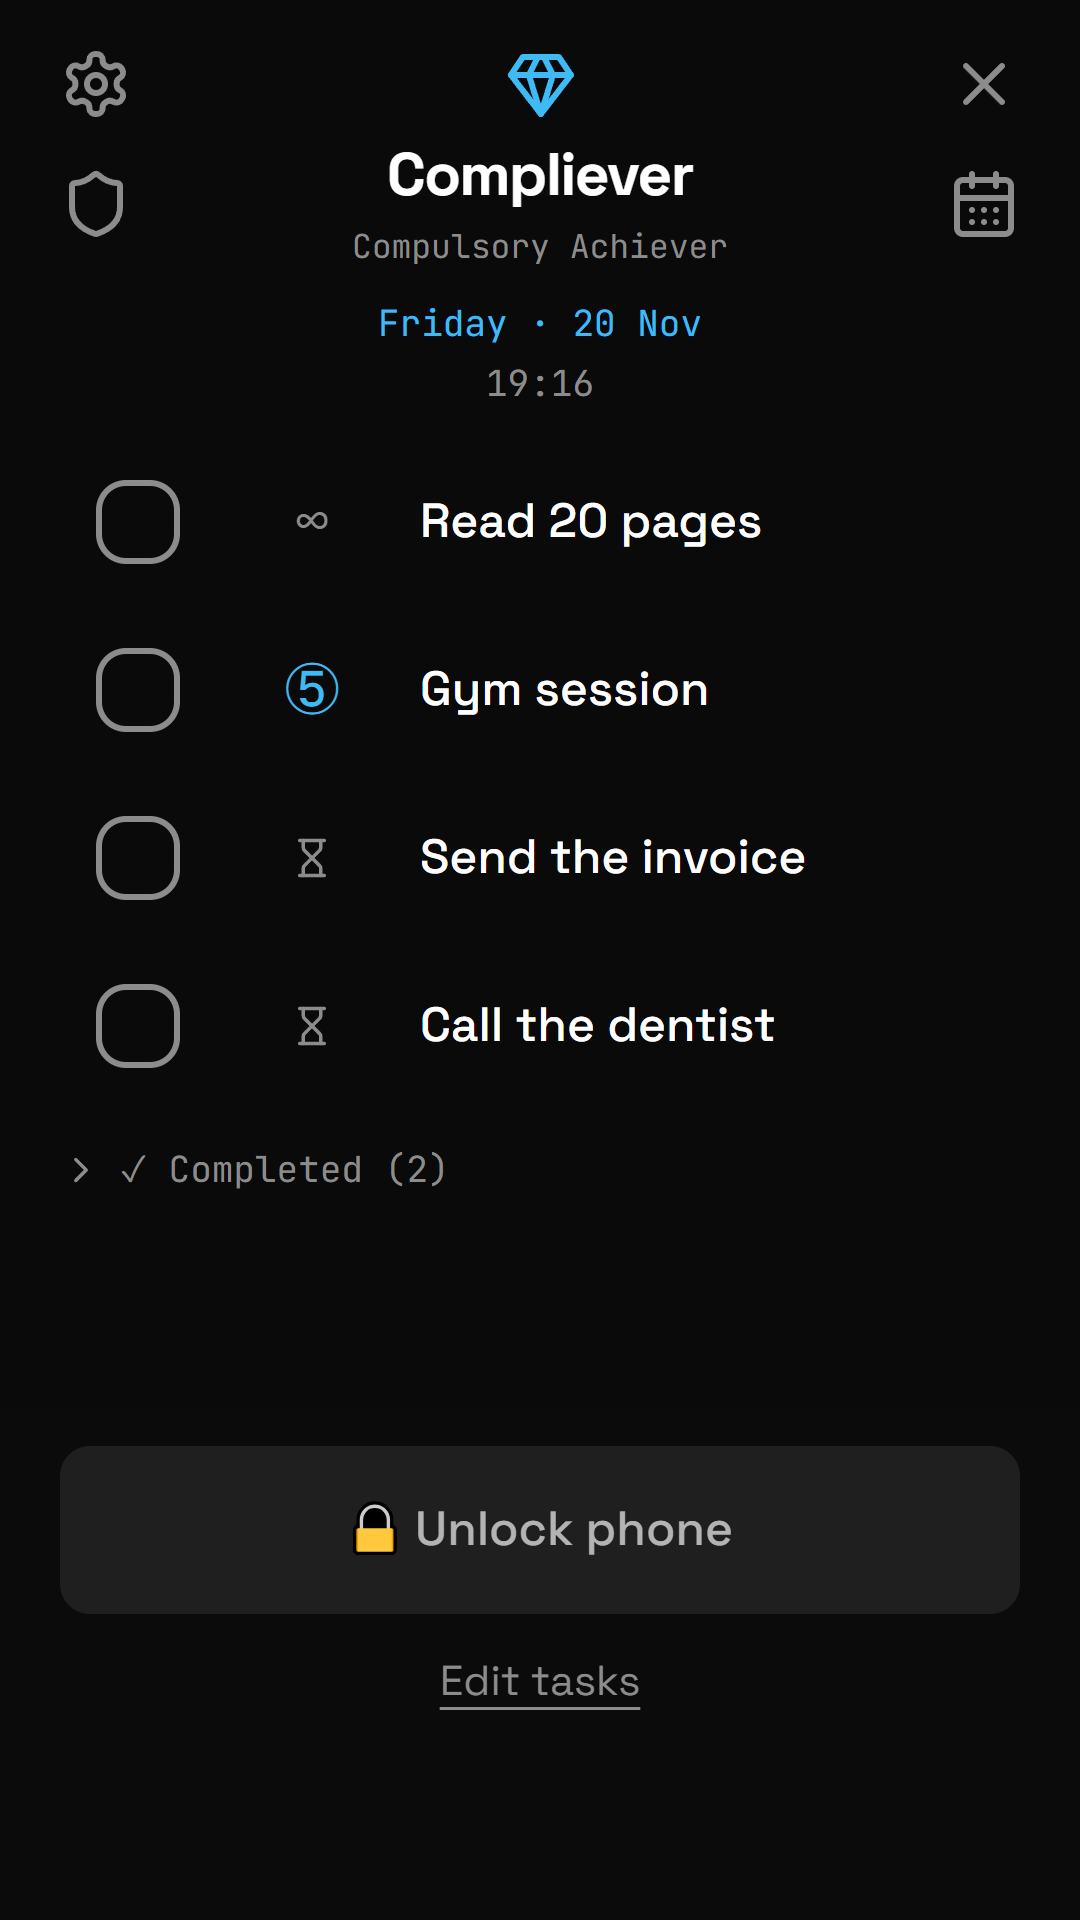 Compliever
Compulsory Achiever
Friday · 20 Nov
19:16
∞ Read 20 pages
⑤ Gym session
Send the invoice
Call the dentist
✓ Completed (2)
🔒 Unlock phone
Edit tasks